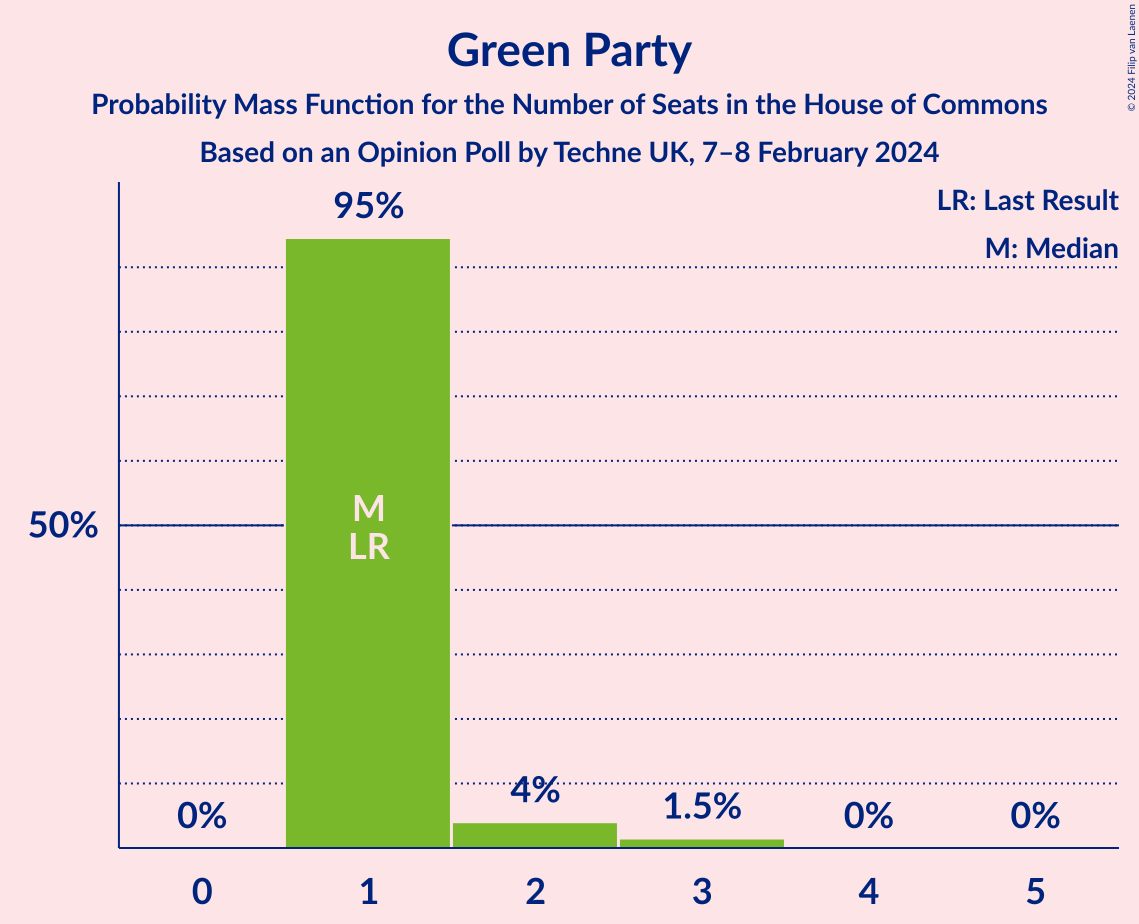 Green Party
Probability Mass Function for the Number of Seats in the House of Commons
Based on an Opinion Poll by Techne UK, 7–8 February 2024
© 2024 Filip van Laenen
LR: Last Result
M: Median
95%
50%
M
LR
0%
4%
1.5%
0%
0%
0 1 2 3 4 5